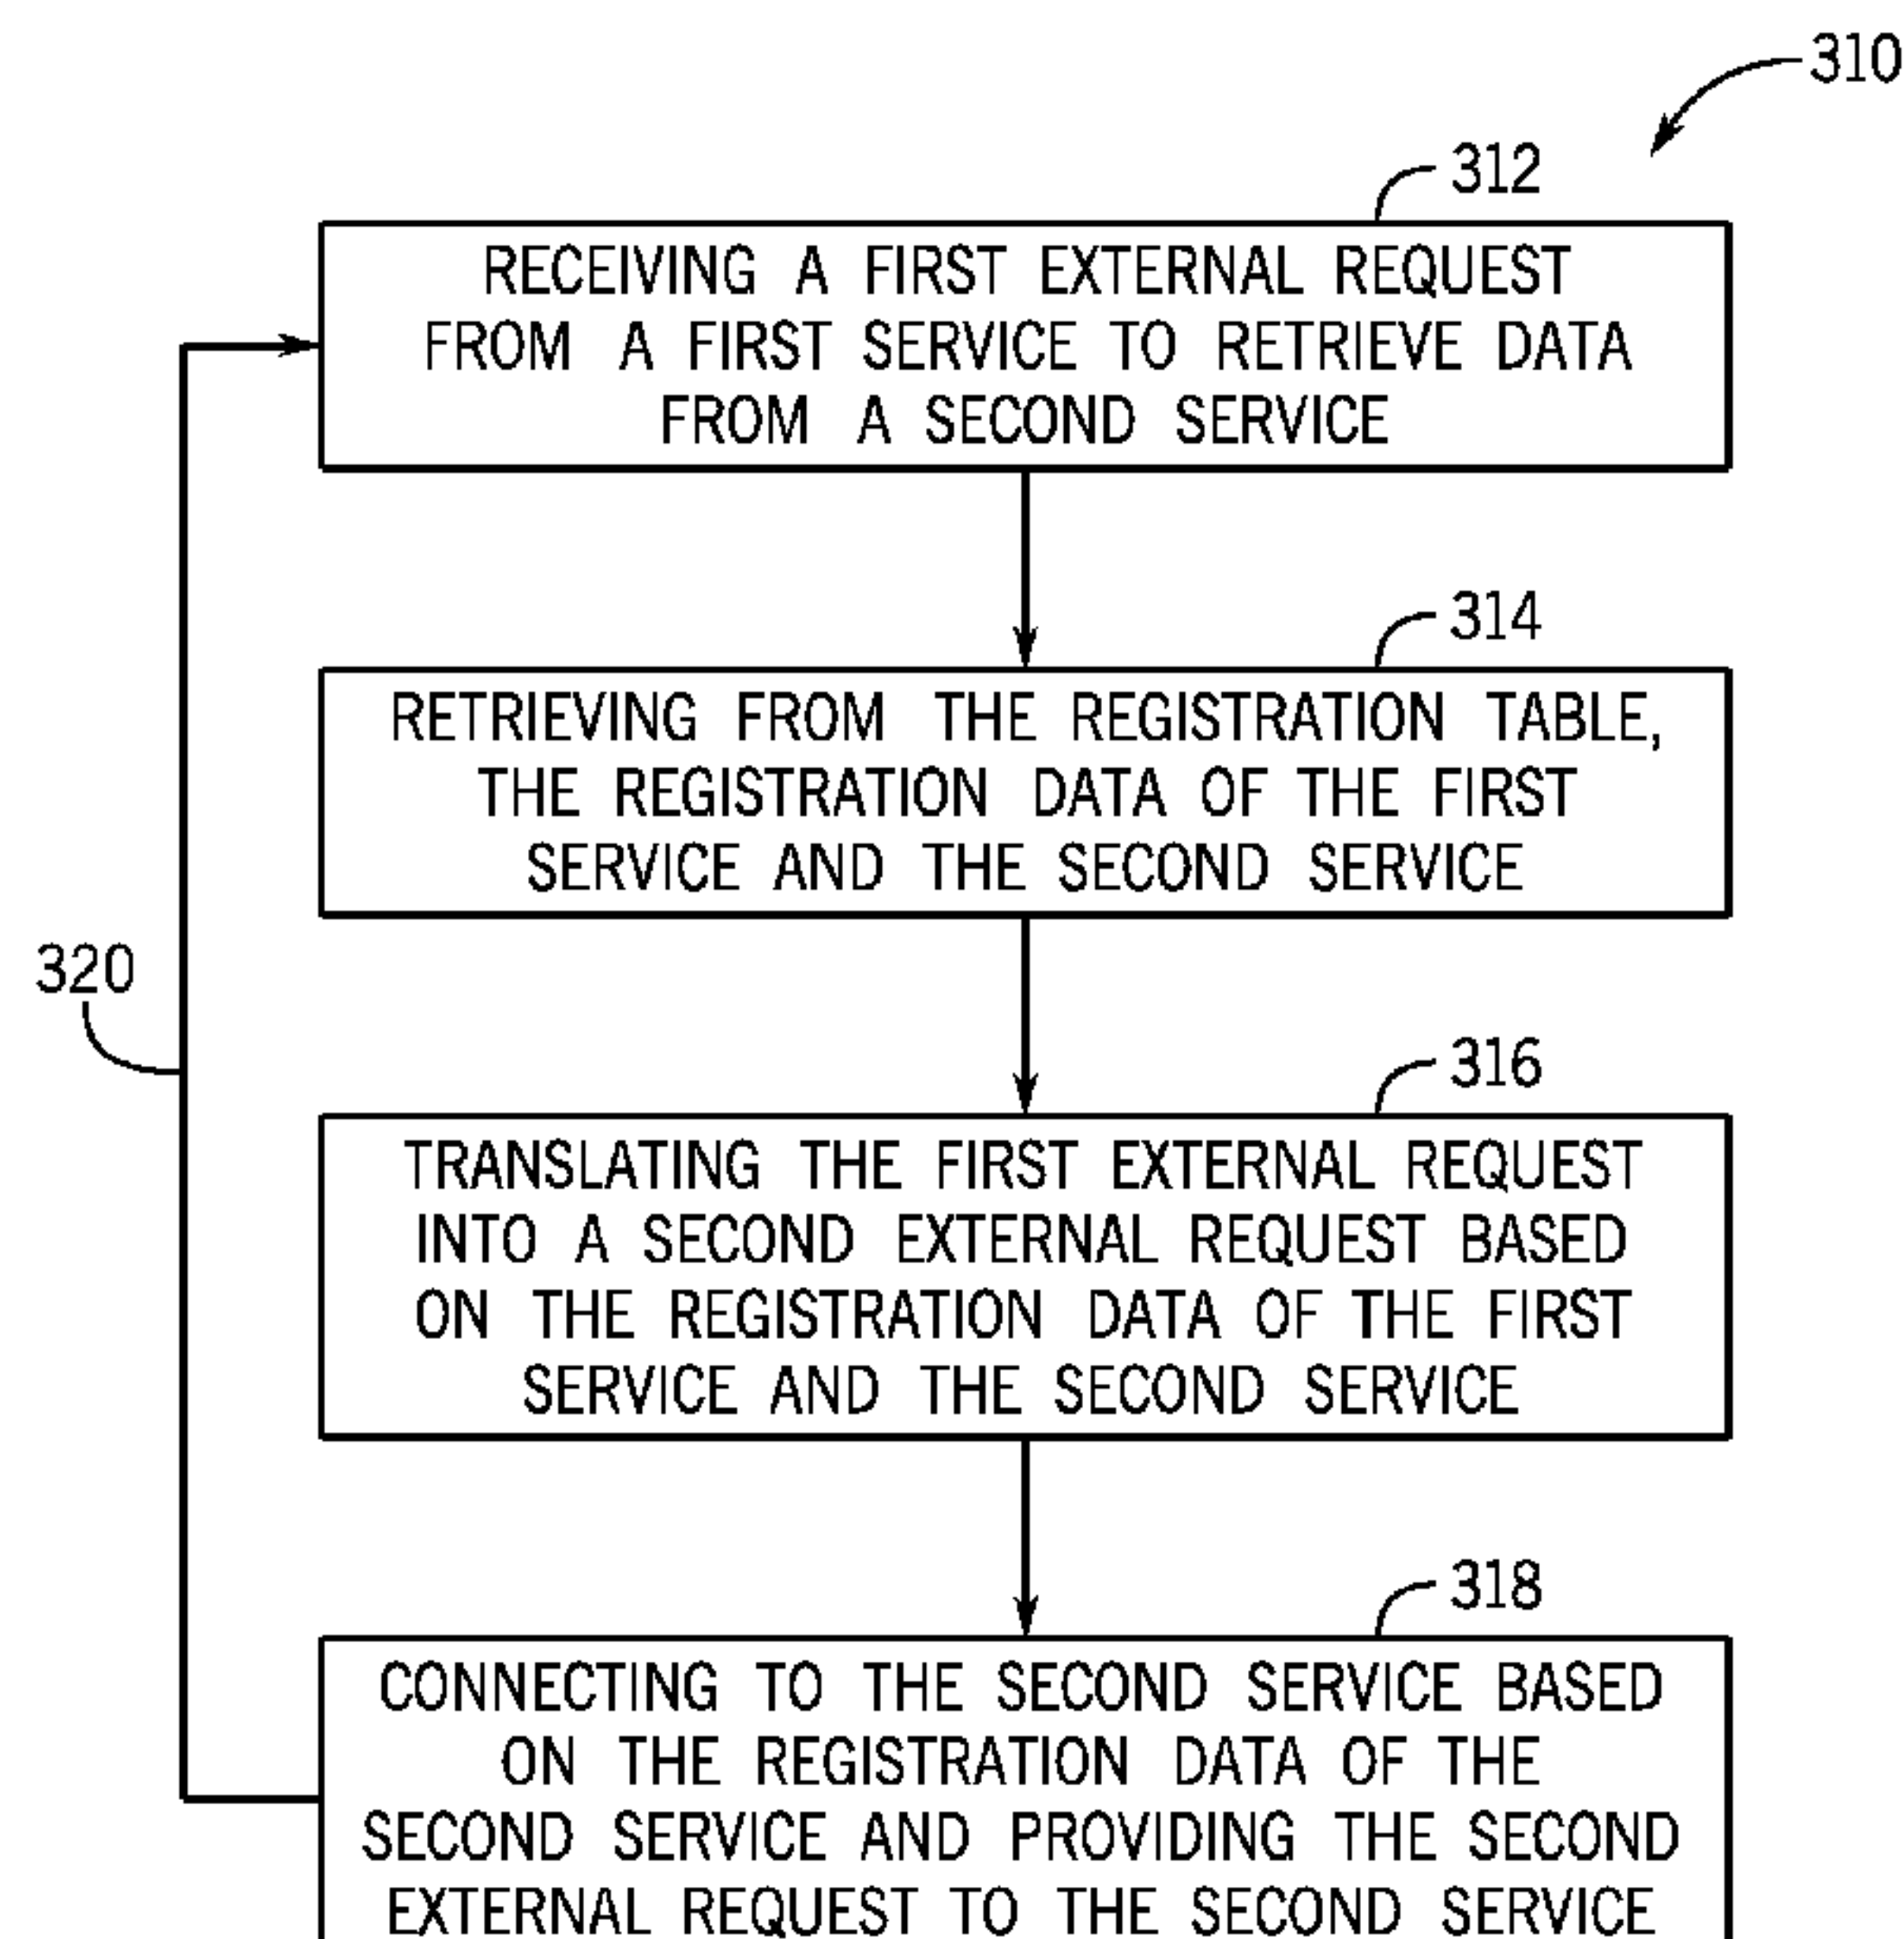 310
312
RECEIVING A FIRST EXTERNAL REQUEST
FROM A FIRST SERVICE TO RETRIEVE DATA
FROM A SECOND SERVICE
314
RETRIEVING FROM THE REGISTRATION TABLE,
THE REGISTRATION DATA OF THE FIRST
SERVICE AND THE SECOND SERVICE
320
316
TRANSLATING THE FIRST EXTERNAL REQUEST
INTO A SECOND EXTERNAL REQUEST BASED
ON THE REGISTRATION DATA OF THE FIRST
SERVICE AND THE SECOND SERVICE
318
CONNECTING TO THE SECOND SERVICE BASED
ON THE REGISTRATION DATA OF THE
SECOND SERVICE AND PROVIDING THE SECOND
EXTERNAL REQUEST TO THE SECOND SERVICE